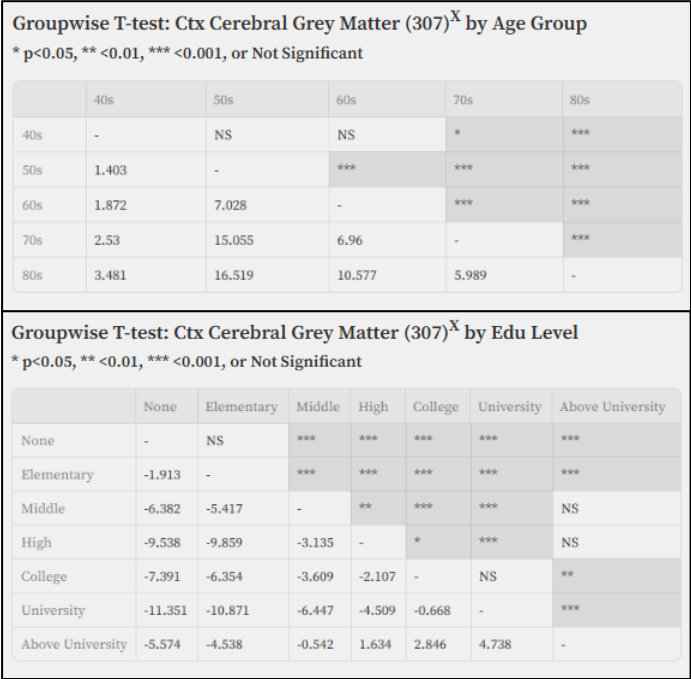 Groupwise T-test: Ctx Cerebral Grey Matter (307)X by Age Group
* p<0.05, ** <0.01, *** <0.001, or Not Significant
40s 50s 60s 70s 80s
40s - NS NS * ***
50s 1.403 - *** *** ***
60s 1.872 7.028 - *** ***
70s 2.53 15.055 6.96 - ***
80s 3.481 16.519 10.577 5.989 -
Groupwise T-test: Ctx Cerebral Grey Matter (307)X by Edu Level
* p<0.05, ** <0.01, *** <0.001, or Not Significant
None Elementary Middle High College University Above University
None - NS *** *** *** *** ***
Elementary -1.913 - *** *** *** *** ***
Middle -6.382 -5.417 - ** *** *** NS
High -9.538 -9.859 -3.135 - * *** NS
College -7.391 -6.354 -3.609 -2.107 - NS **
University -11.351 -10.871 -6.447 -4.509 -0.668 - ***
Above University -5.574 -4.538 -0.542 1.634 2.846 4.738 -